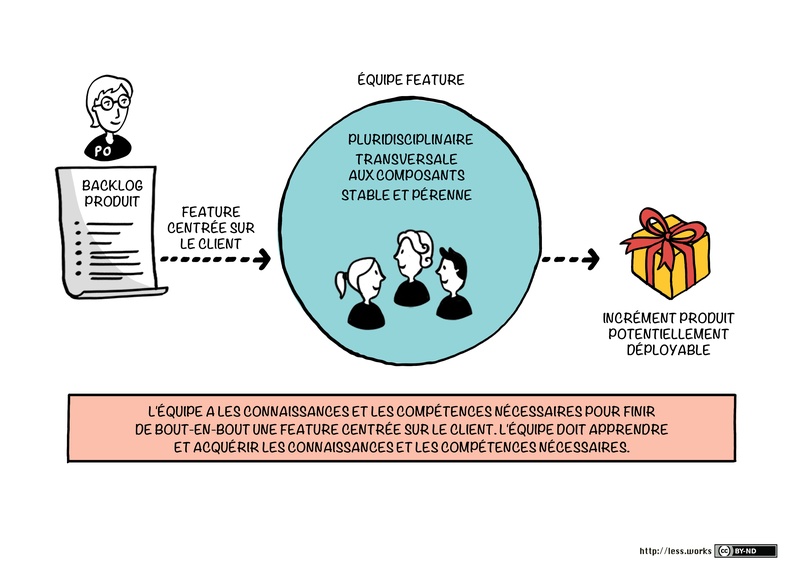 ÉQUIPE FEATURE
PO
BACKLOG
PRODUIT
FEATURE
CENTRÉE SUR
LE CLIENT
PLURIDISCIPLINAIRE
TRANSVERSALE
AUX COMPOSANTS
STABLE ET PÉRENNE
INCRÉMENT PRODUIT
POTENTIELLEMENT
DÉPLOYABLE
L'ÉQUIPE A LES CONNAISSANCES ET LES COMPÉTENCES NÉCESSAIRES POUR FINIR
DE BOUT-EN-BOUT UNE FEATURE CENTRÉE SUR LE CLIENT. L'ÉQUIPE DOIT APPRENDRE
ET ACQUÉRIR LES CONNAISSANCES ET LES COMPÉTENCES NÉCESSAIRES.
http://less.works cc BY-ND